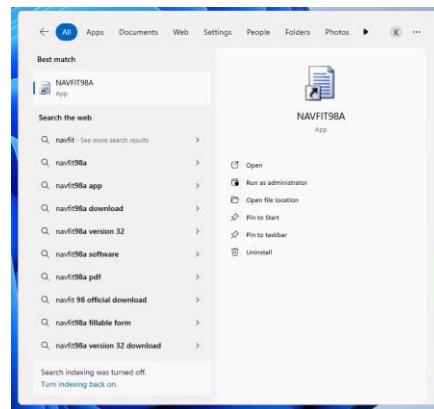 All Apps Documents Web Settings People Folders Photos K ...
Best match
NAVFIT98A
App
Search the web
navfit - See more search results
navfit98a
navfit98a app
navfit98a download
navfit98a version 32
navfit98a software
navfit98a pdf
navfit 98 official download
navfit98a fillable form
navfit98a version 32 download
Search indexing was turned off.
Turn indexing back on.
NAVFIT98A
App
Open
Run as administrator
Open file location
Pin to Start
Pin to taskbar
Uninstall